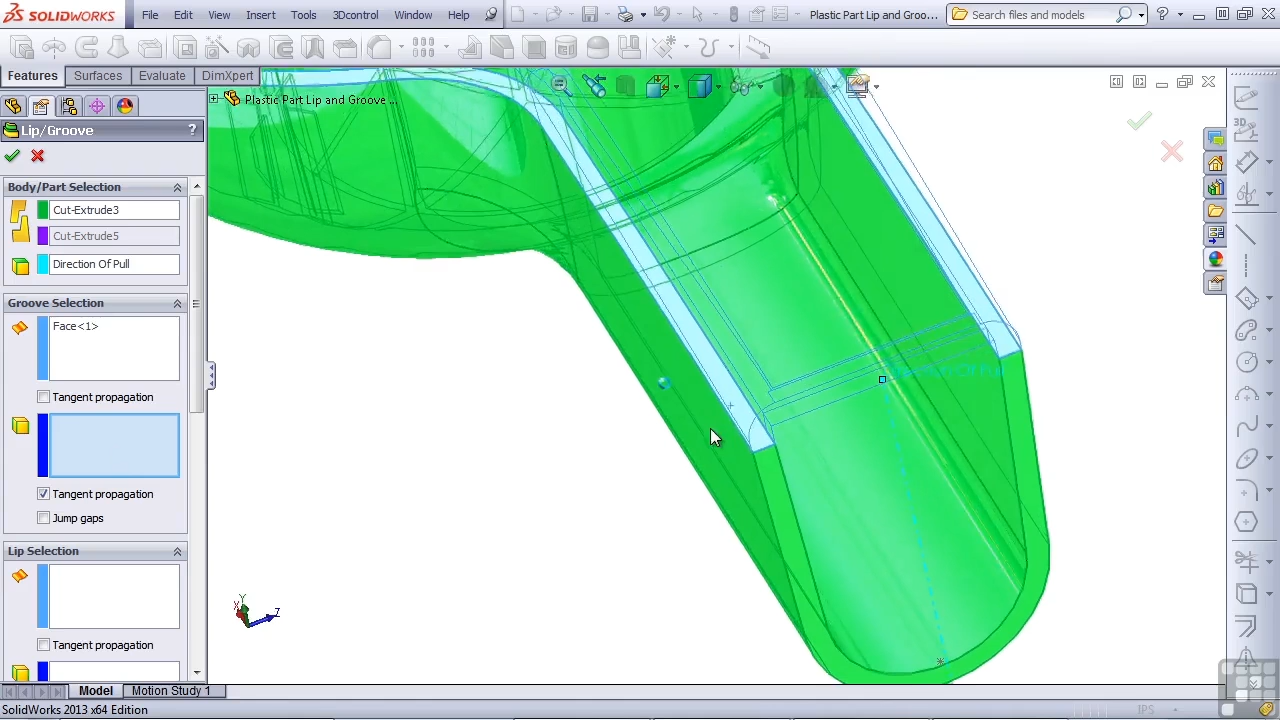 SOLIDWORKS File Edit View Insert Tools 3Dcontrol Window Help Plastic Part Lip and Groo... Search files and models ?
Features Surfaces Evaluate DimXpert
Plastic Part Lip and Groove ...
Lip/Groove ?
Body/Part Selection
Cut-Extrude3
Cut-Extrude5
Direction Of Pull
Groove Selection
Face<1>
Tangent propagation
Tangent propagation
Jump gaps
Lip Selection
Tangent propagation
Y
X
Z
3D
Model Motion Study 1
SolidWorks 2013 x64 Edition IPS